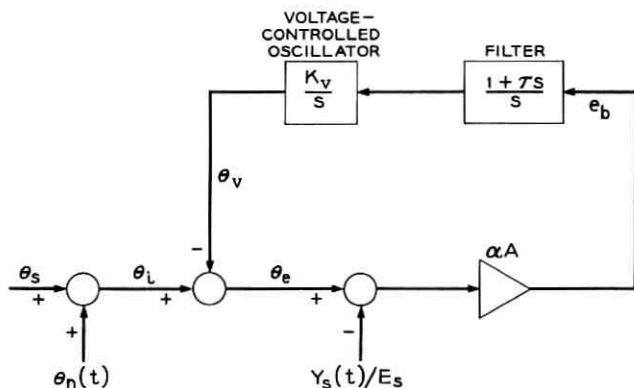 VOLTAGE-
CONTROLLED
OSCILLATOR
FILTER
K_v
s
1 + τs
s
e_b
θ_v
−
αA
θ_s
+
θ_i
+
θ_e
+
+
−
θ_n(t)
Y_s(t)/E_s